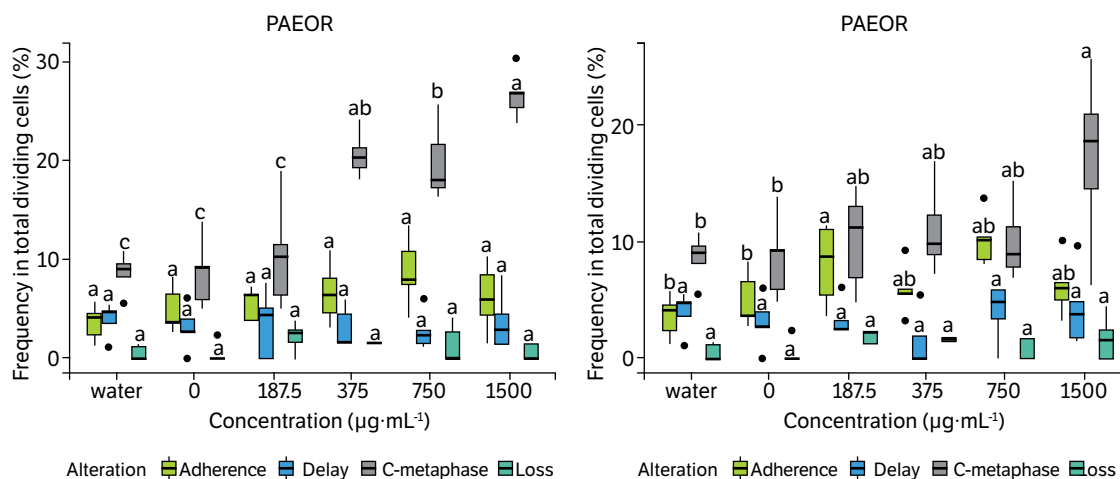 PAEOR
Frequency in total dividing cells (%)
30
20
10
0
a a c a
a a c a
a a c a
a a ab a
a a b a
a a a a
water 0 187.5 375 750 1500
Concentration (µg·mL-1)
Alteration Adherence Delay C-metaphase Loss
PAEOR
Frequency in total dividing cells (%)
20
10
0
b a b a
b a b a
a a ab a
ab a ab a
ab a ab a
ab a a a
water 0 187.5 375 750 1500
Concentration (µg·mL-1)
Alteration Adherence Delay C-metaphase Loss